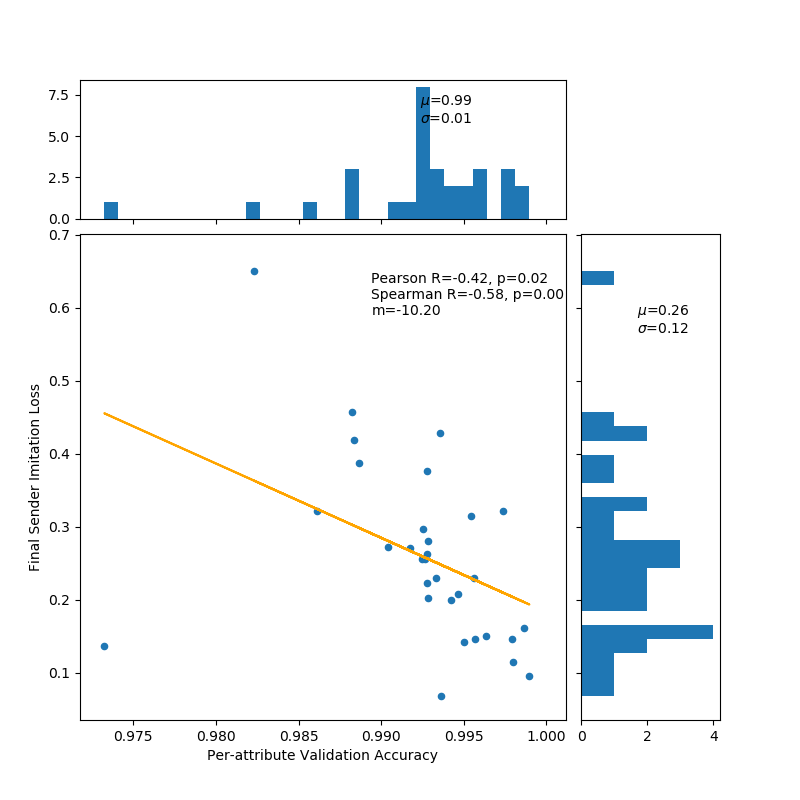 7.5
5.0
2.5
0.0
μ=0.99
σ=0.01
0.7
0.6
0.5
0.4
0.3
0.2
0.1
Final Sender Imitation Loss
Pearson R=-0.42, p=0.02
Spearman R=-0.58, p=0.00
m=-10.20
μ=0.26
σ=0.12
0.975 0.980 0.985 0.990 0.995 1.000
Per-attribute Validation Accuracy
0 2 4